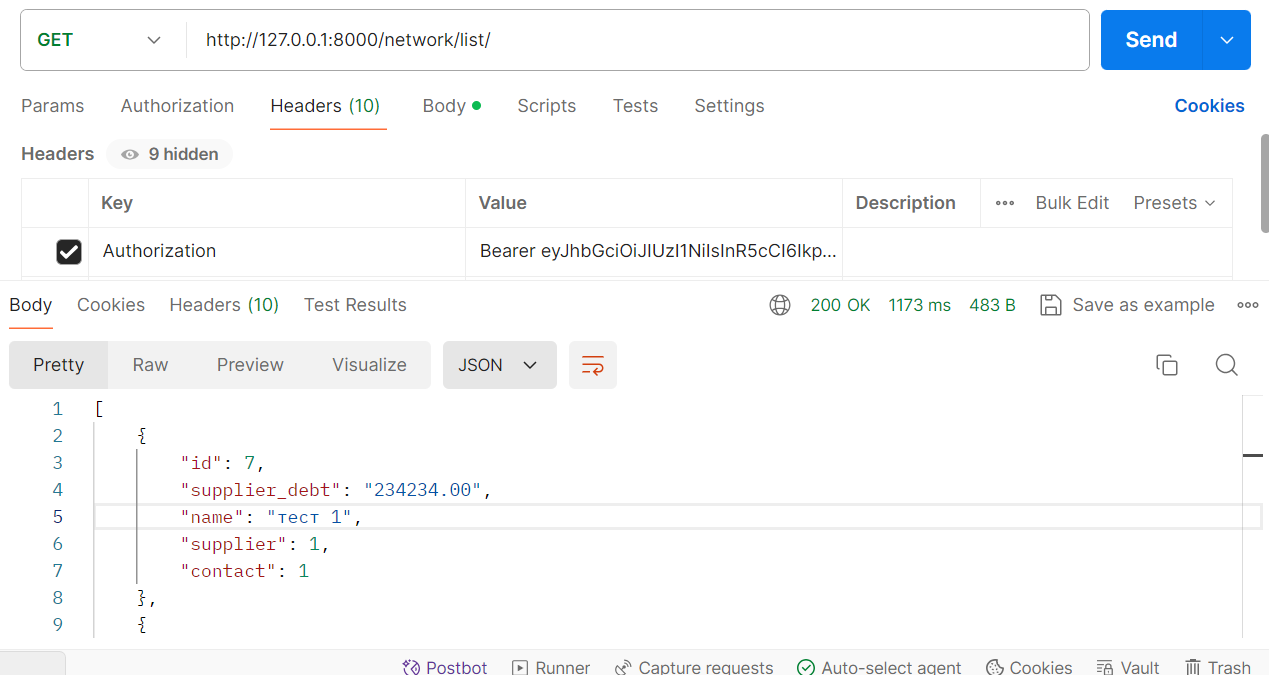 GET http://127.0.0.1:8000/network/list/ Send
Params Authorization Headers (10) Body Scripts Tests Settings Cookies
Headers 9 hidden
Key Value Description Bulk Edit Presets
Authorization Bearer eyJhbGciOiJIUzI1NiIsInR5cCI6Ikp...
Body Cookies Headers (10) Test Results 200 OK 1173 ms 483 B Save as example
Pretty Raw Preview Visualize JSON
1 [
2 {
3 "id": 7,
4 "supplier_debt": "234234.00",
5 "name": "тест 1",
6 "supplier": 1,
7 "contact": 1
8 },
9 {
Postbot Runner Capture requests Auto-select agent Cookies Vault Trash